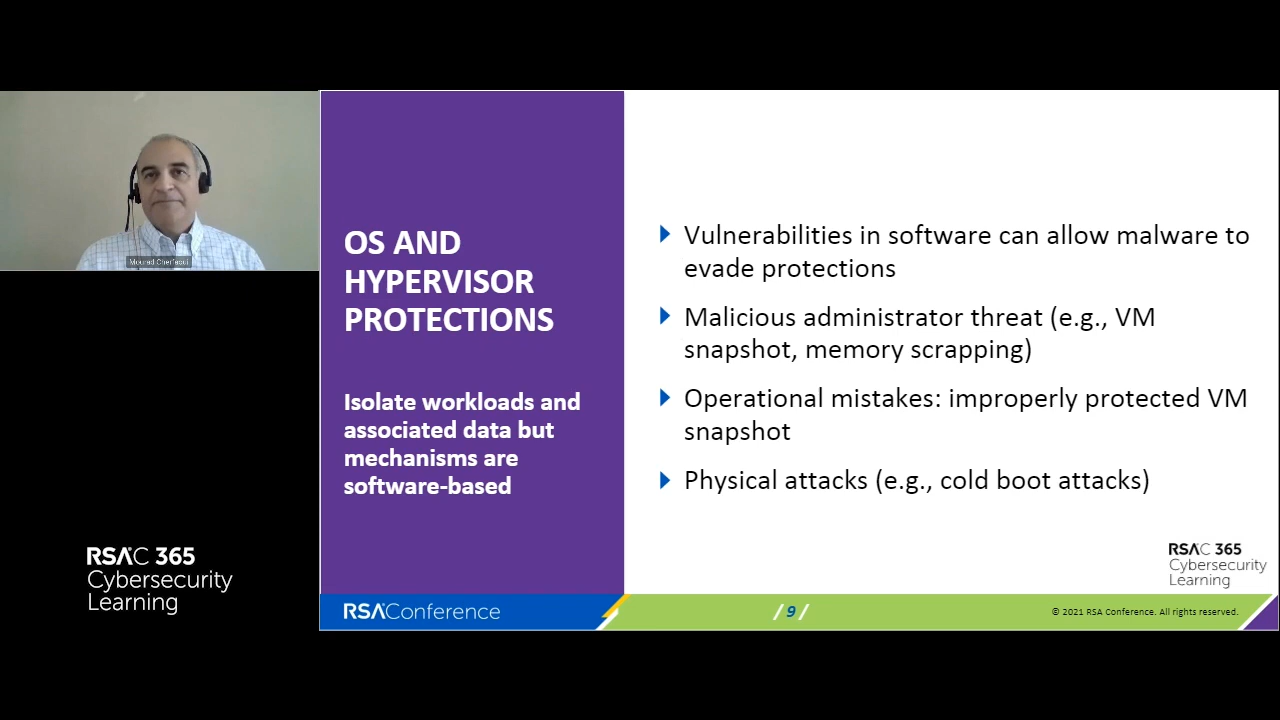 Mourad Cherfaoui
OS AND
HYPERVISOR
PROTECTIONS
Isolate workloads and
associated data but
mechanisms are
software-based
Vulnerabilities in software can allow malware to
evade protections
Malicious administrator threat (e.g., VM
snapshot, memory scrapping)
Operational mistakes: improperly protected VM
snapshot
Physical attacks (e.g., cold boot attacks)
RSAC 365
Cybersecurity
Learning
RSAC 365
Cybersecurity
Learning
RSAConference
/ 9 /
© 2021 RSA Conference. All rights reserved.